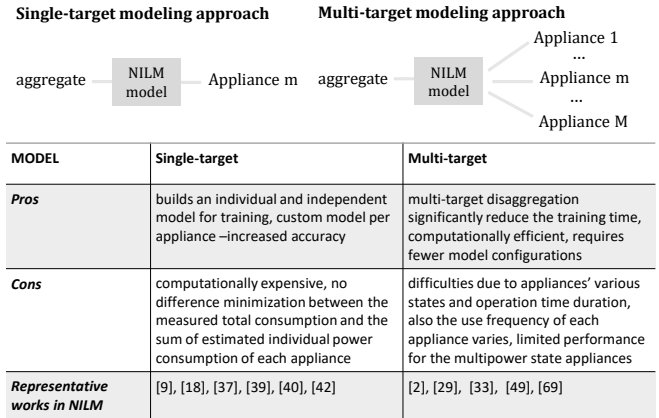 Single-target modeling approach
Multi-target modeling approach
aggregate
NILM
model
Appliance m
aggregate
NILM
model
Appliance 1
...
Appliance m
...
Appliance M
MODEL
Single-target
Multi-target
Pros
builds an individual and independent
model for training, custom model per
appliance –increased accuracy
multi-target disaggregation
significantly reduce the training time,
computationally efficient, requires
fewer model configurations
Cons
computationally expensive, no
difference minimization between the
measured total consumption and the
sum of estimated individual power
consumption of each appliance
difficulties due to appliances’ various
states and operation time duration,
also the use frequency of each
appliance varies, limited performance
for the multipower state appliances
Representative
works in NILM
[9], [18], [37], [39], [40], [42]
[2], [29], [33], [49], [69]